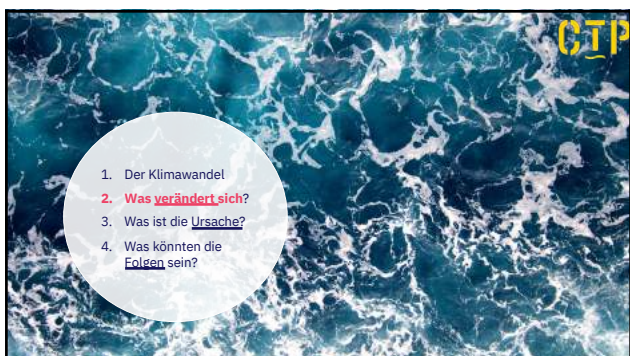 CTP
1. Der Klimawandel
2. Was verändert sich?
3. Was ist die Ursache?
4. Was könnten die
Folgen sein?